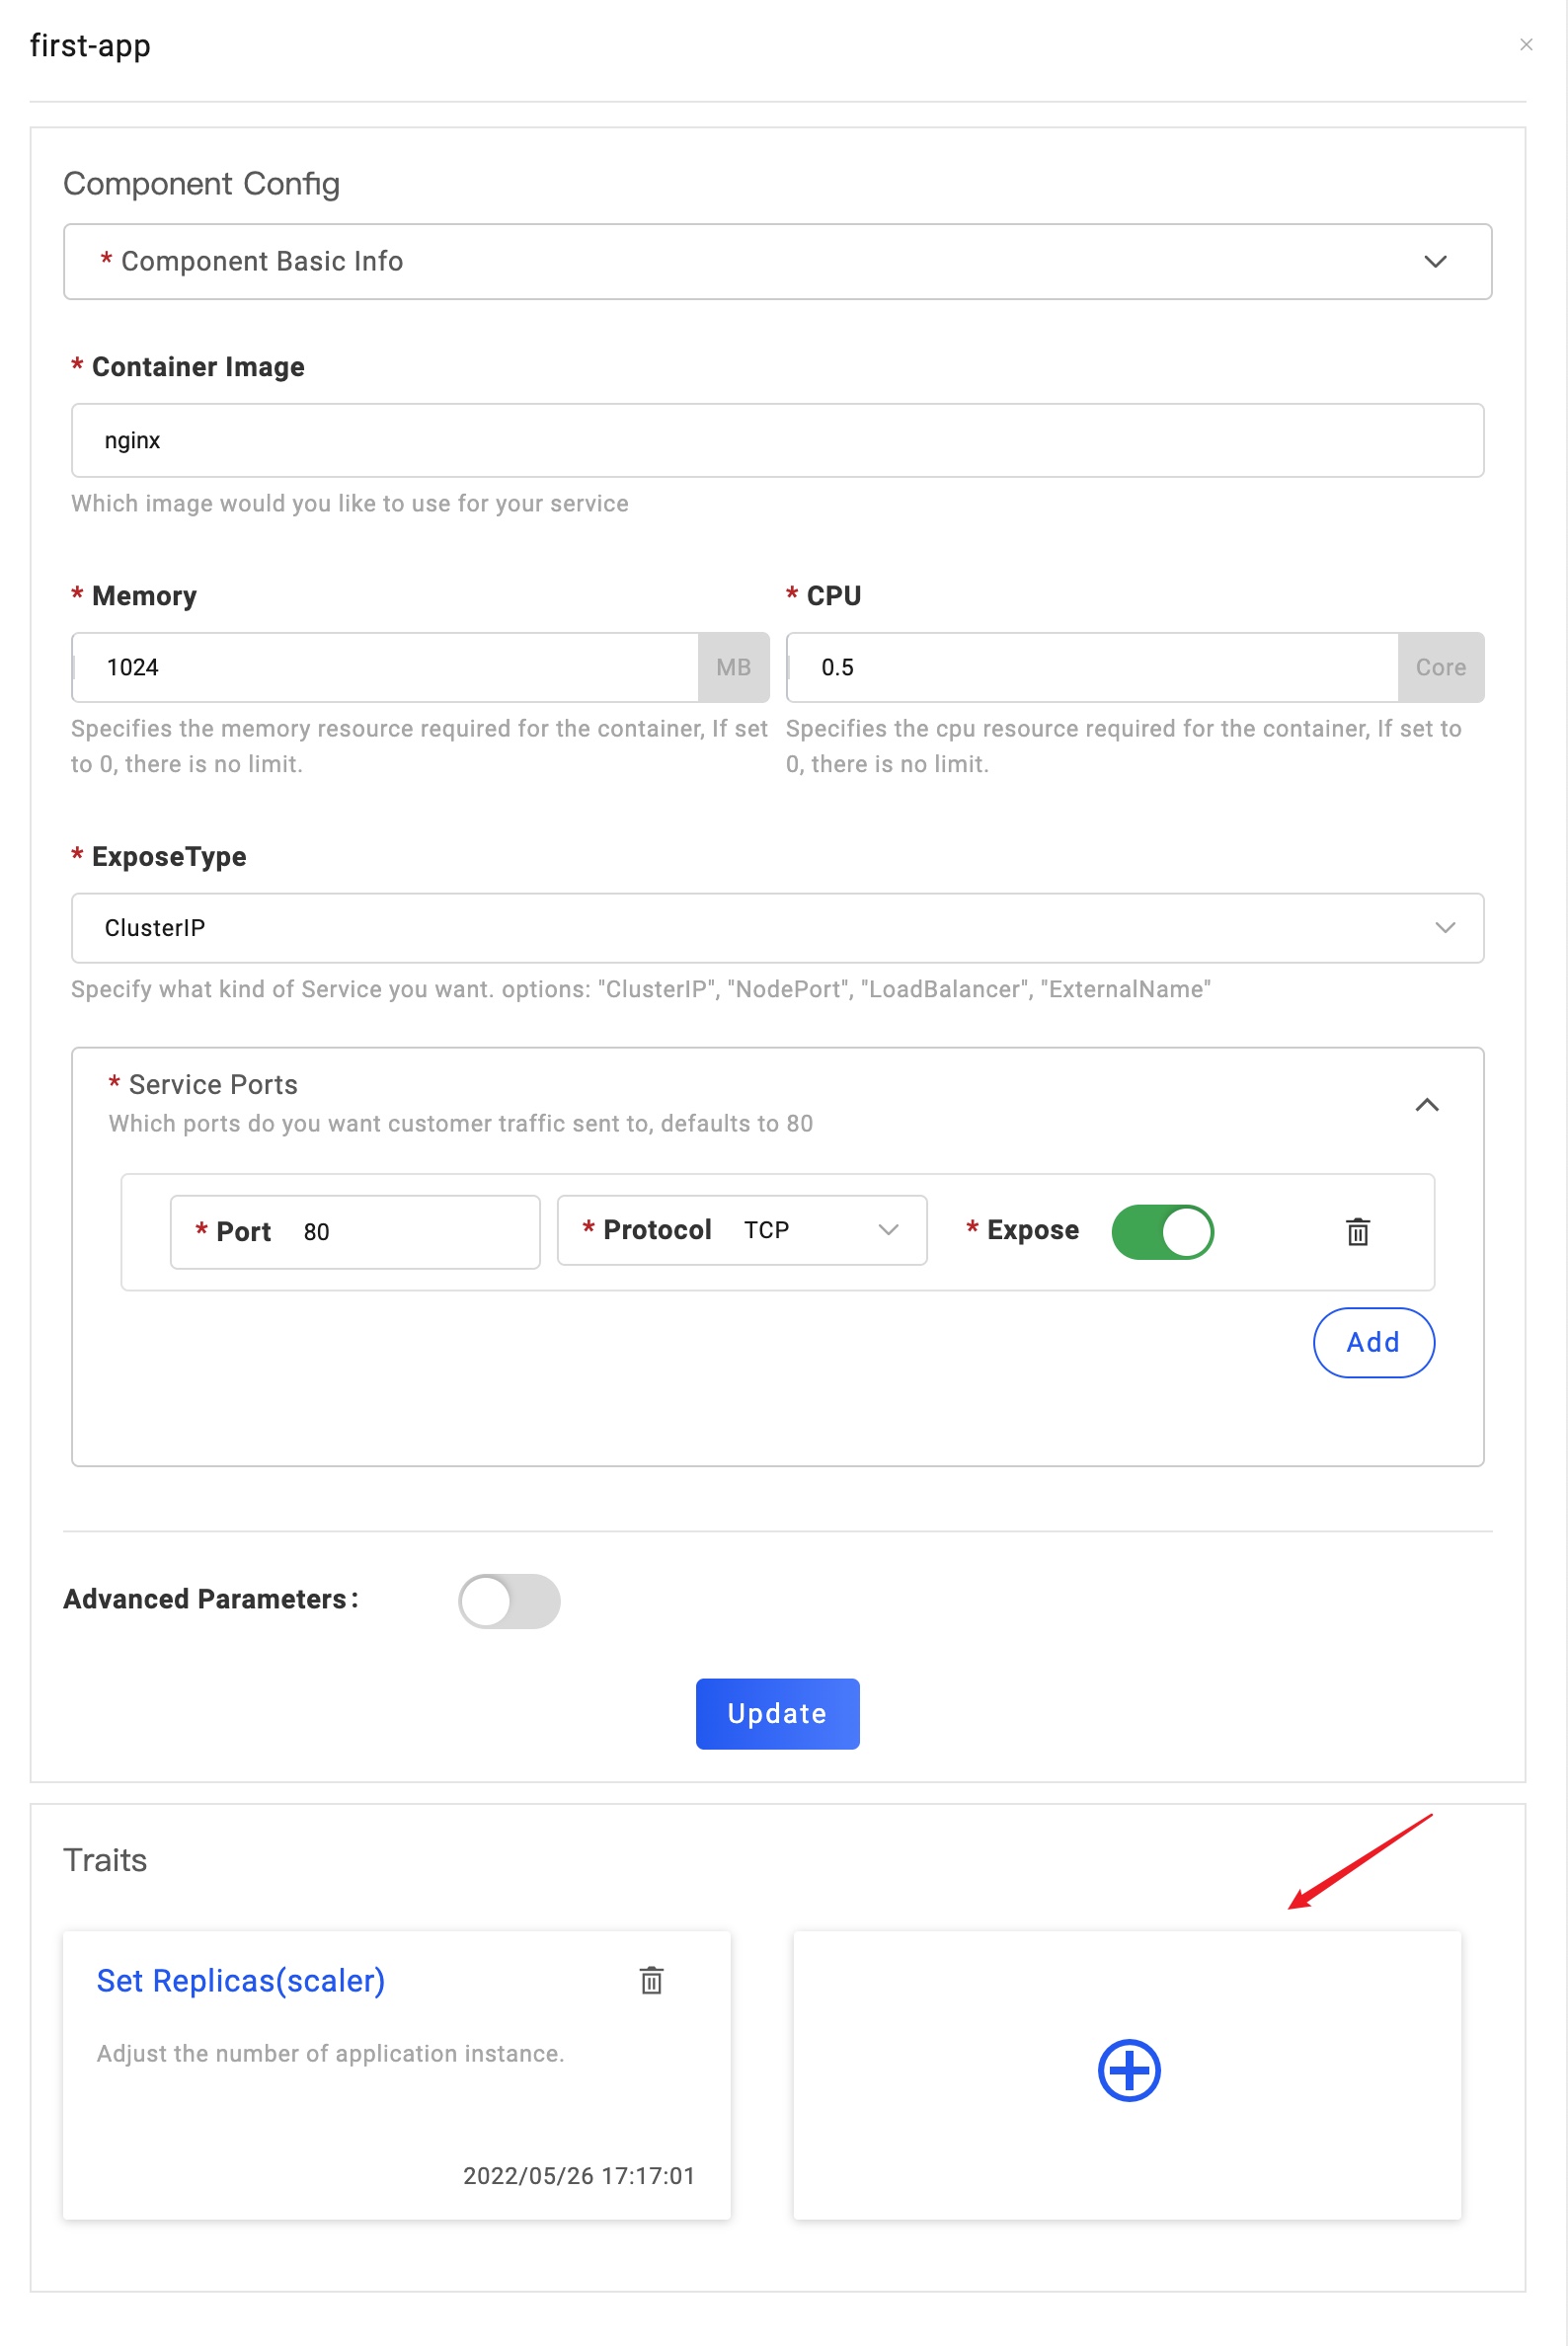 first-app
Component Config
* Component Basic Info
* Container Image
nginx
Which image would you like to use for your service
* Memory
1024 MB
Specifies the memory resource required for the container, If set
to 0, there is no limit.
* CPU
0.5 Core
Specifies the cpu resource required for the container, If set to
0, there is no limit.
* ExposeType
ClusterIP
Specify what kind of Service you want. options: "ClusterIP", "NodePort", "LoadBalancer", "ExternalName"
* Service Ports
Which ports do you want customer traffic sent to, defaults to 80
* Port 80 * Protocol TCP * Expose
Add
Advanced Parameters:
Update
Traits
Set Replicas(scaler)
Adjust the number of application instance.
2022/05/26 17:17:01